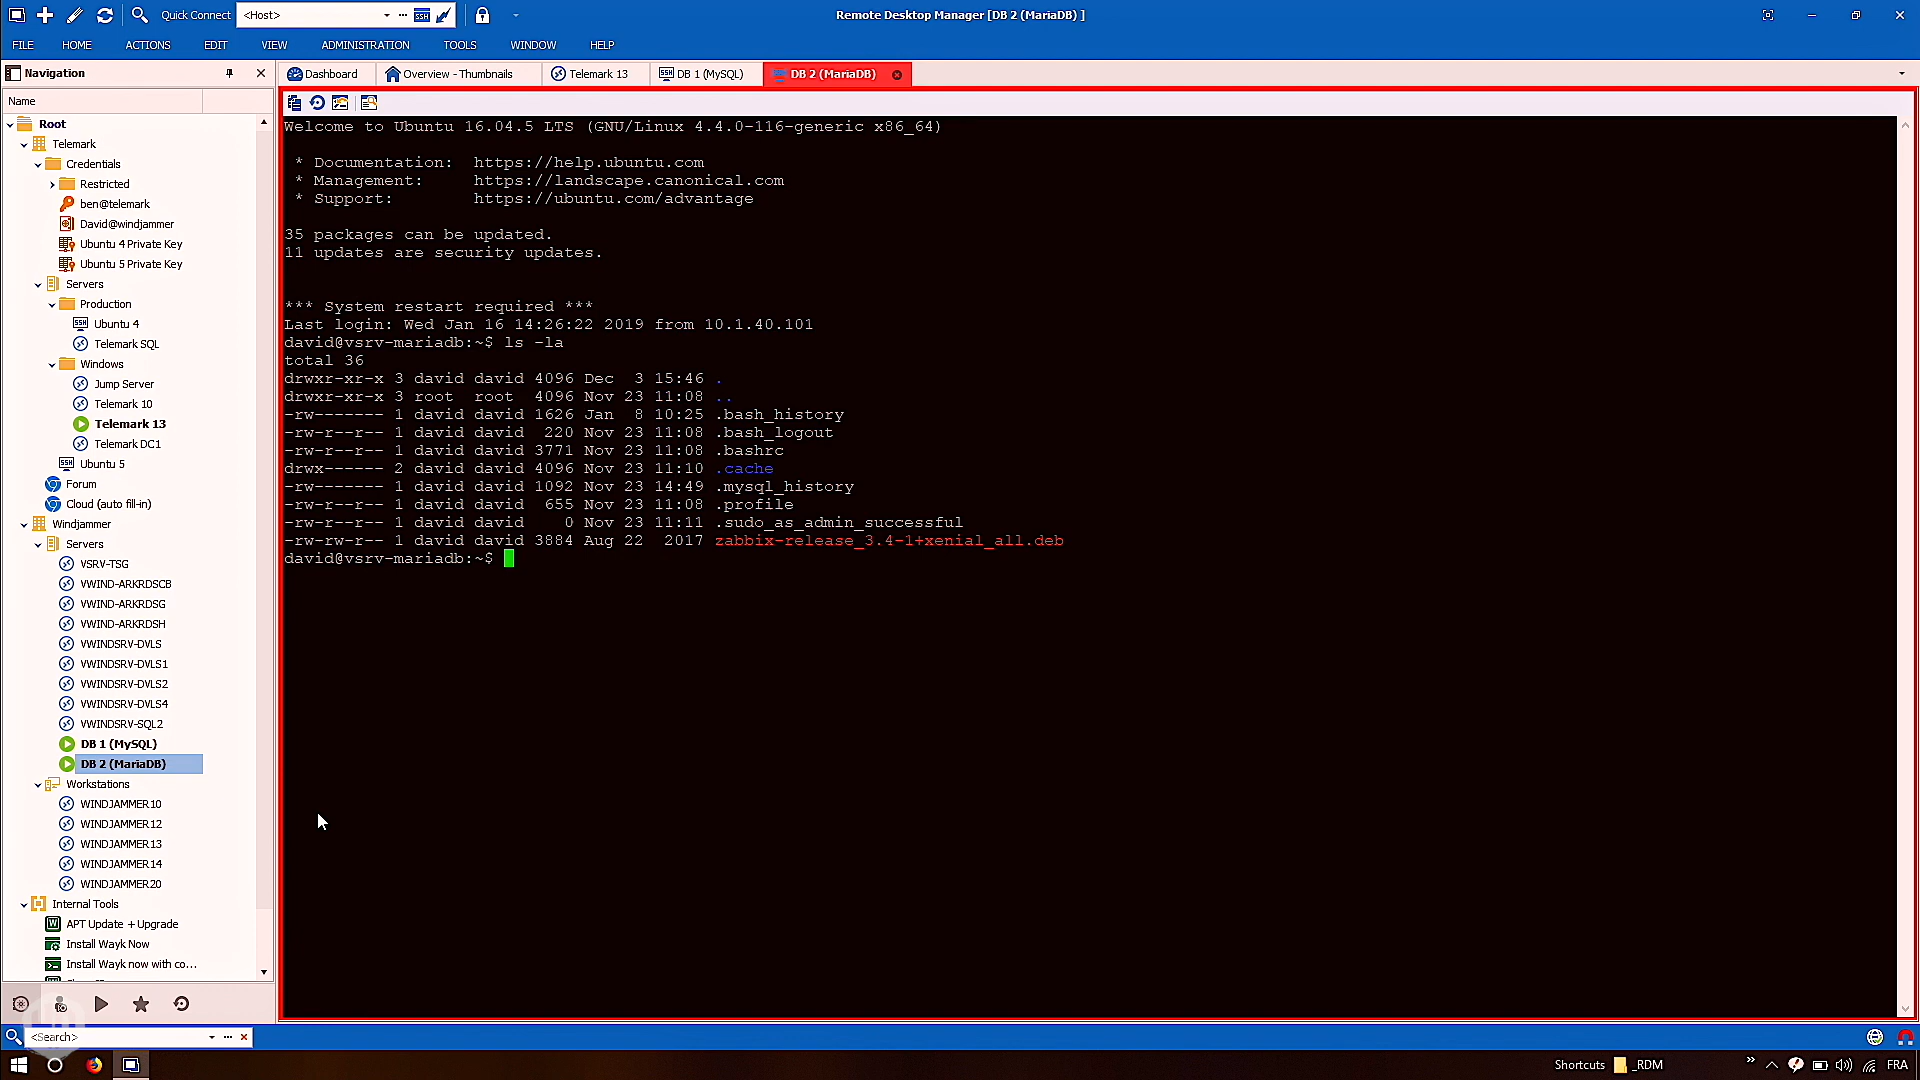 Quick Connect <Host> ... SSH Remote Desktop Manager [DB 2 (MariaDB) ]
FILE HOME ACTIONS EDIT VIEW ADMINISTRATION TOOLS WINDOW HELP
Navigation
Name
Root
Telemark
Credentials
Restricted
ben@telemark
David@windjammer
Ubuntu 4 Private Key
Ubuntu 5 Private Key
Servers
Production
SSH Ubuntu 4
Telemark SQL
Windows
Jump Server
Telemark 10
Telemark 13
Telemark DC1
SSH Ubuntu 5
Forum
Cloud (auto fill-in)
Windjammer
Servers
VSRV-TSG
VWIND-ARKRDSCB
VWIND-ARKRDSG
VWIND-ARKRDSH
VWINDSRV-DVLS
VWINDSRV-DVLS1
VWINDSRV-DVLS2
VWINDSRV-DVLS4
VWINDSRV-SQL2
DB 1 (MySQL)
DB 2 (MariaDB)
Workstations
WINDJAMMER10
WINDJAMMER12
WINDJAMMER13
WINDJAMMER14
WINDJAMMER20
Internal Tools
APT Update + Upgrade
Install Wayk Now
Install Wayk now with co...
Dashboard Overview - Thumbnails Telemark 13 SSH DB 1 (MySQL) DB 2 (MariaDB)
Welcome to Ubuntu 16.04.5 LTS (GNU/Linux 4.4.0-116-generic x86_64)
* Documentation: https://help.ubuntu.com
* Management: https://landscape.canonical.com
* Support: https://ubuntu.com/advantage
35 packages can be updated.
11 updates are security updates.
*** System restart required ***
Last login: Wed Jan 16 14:26:22 2019 from 10.1.40.101
david@vsrv-mariadb:~$ ls -la
total 36
drwxr-xr-x 3 david david 4096 Dec 3 15:46 .
drwxr-xr-x 3 root root 4096 Nov 23 11:08 ..
-rw------- 1 david david 1626 Jan 8 10:25 .bash_history
-rw-r--r-- 1 david david 220 Nov 23 11:08 .bash_logout
-rw-r--r-- 1 david david 3771 Nov 23 11:08 .bashrc
drwx------ 2 david david 4096 Nov 23 11:10 .cache
-rw------- 1 david david 1092 Nov 23 14:49 .mysql_history
-rw-r--r-- 1 david david 655 Nov 23 11:08 .profile
-rw-r--r-- 1 david david 0 Nov 23 11:11 .sudo_as_admin_successful
-rw-rw-r-- 1 david david 3884 Aug 22 2017 zabbix-release_3.4-1+xenial_all.deb
david@vsrv-mariadb:~$
<Search> ...
Shortcuts _RDM FRA